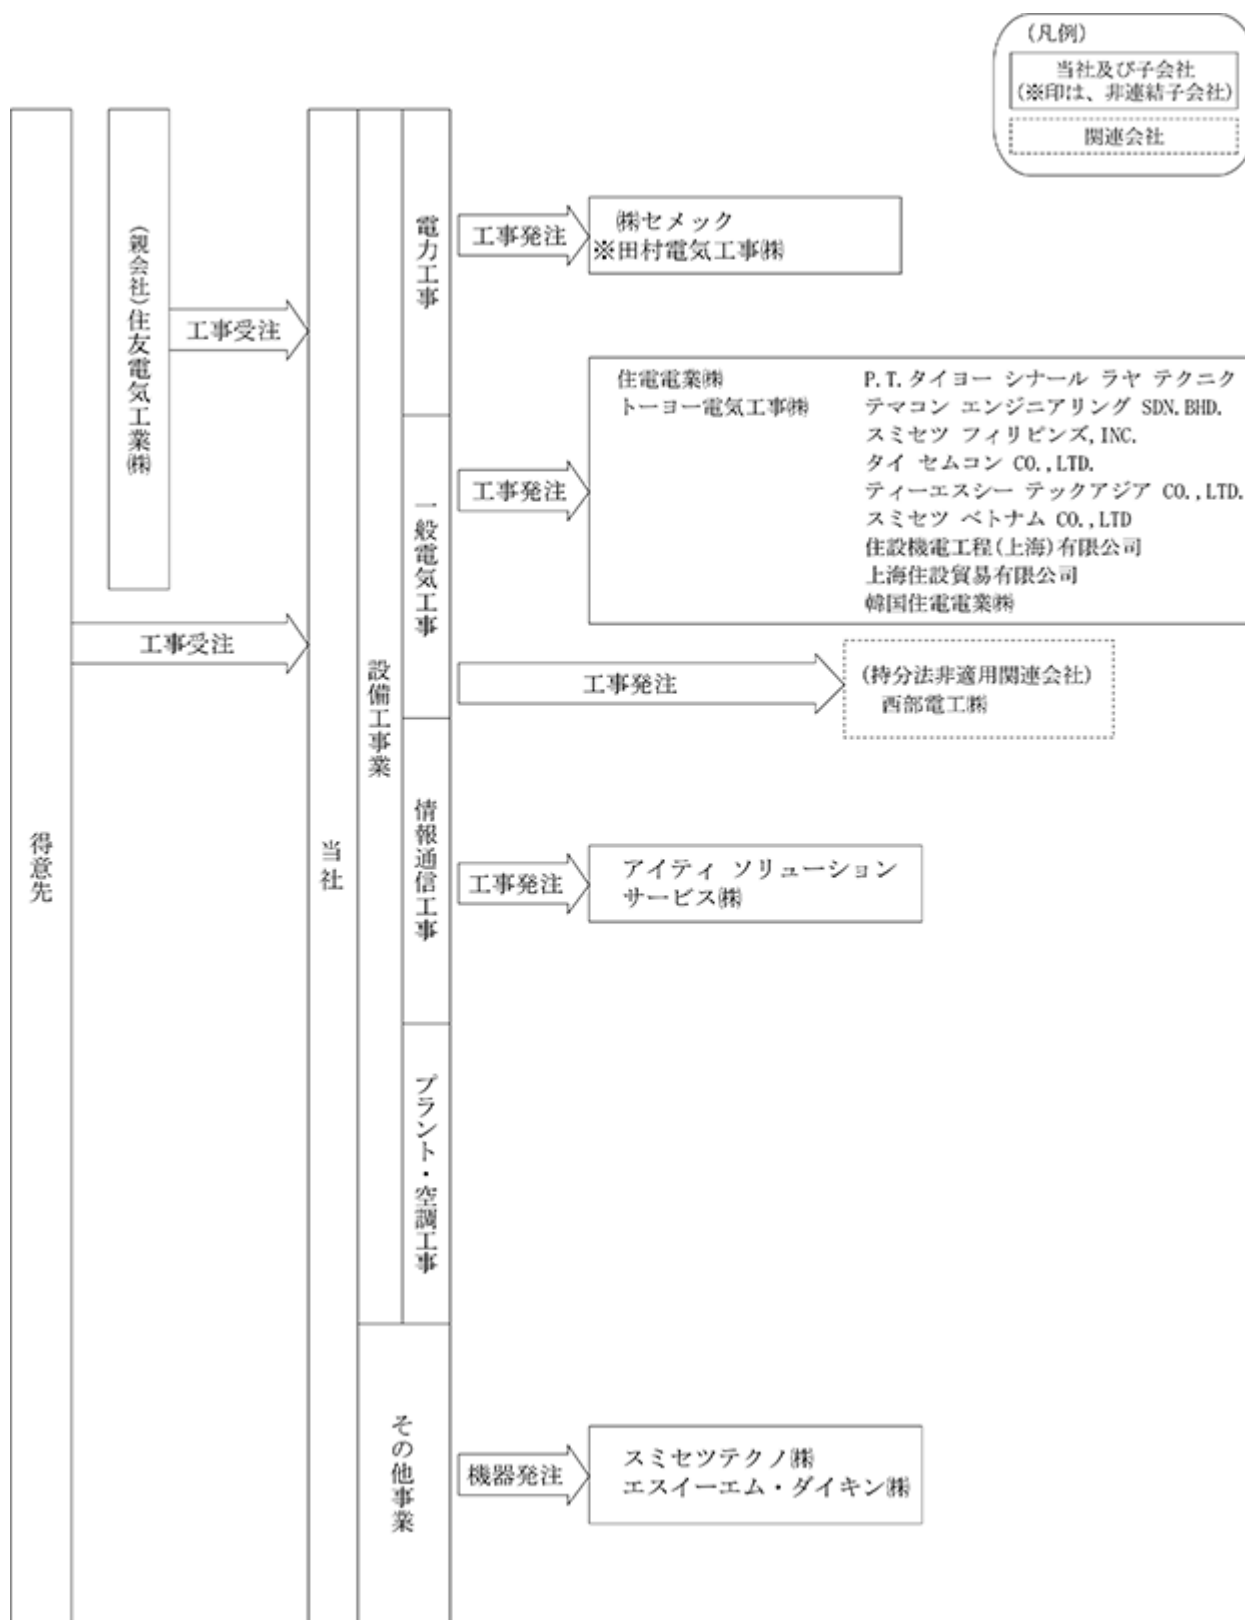 (凡例)
当社及び子会社
(※印は、非連結子会社)
関連会社
得意先
(親会社)住友電気工業㈱
工事受注
工事受注
当社
設備工事業
電力工事
工事発注
㈱セメック
※田村電気工事㈱
一般電気工事
工事発注
住電電業㈱
トーヨー電気工事㈱
P.T.タイヨー シナール ラヤ テクニク
テマコン エンジニアリング SDN.BHD.
スミセツ フィリピンズ,INC.
タイ セムコン CO.,LTD.
ティーエスシー テックアジア CO.,LTD.
スミセツ ベトナム CO.,LTD
住設機電工程(上海)有限公司
上海住設貿易有限公司
韓国住電電業㈱
工事発注
(持分法非適用関連会社)
西部電工㈱
情報通信工事
工事発注
アイティ ソリューション
サービス㈱
プラント・空調工事
その他事業
機器発注
スミセツテクノ㈱
エスイーエム・ダイキン㈱